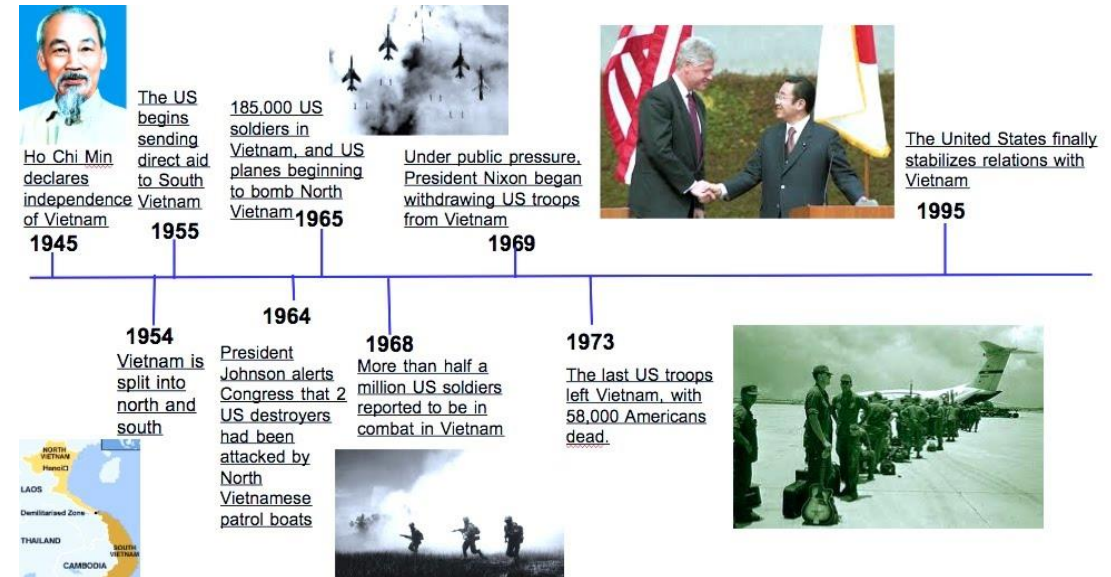 Ho Chi Min
declares
independence
of Vietnam
1945
The US
begins
sending
direct aid
to South
Vietnam
1955
185,000 US
soldiers in
Vietnam, and US
planes beginning
to bomb North
Vietnam
1965
Under public pressure,
President Nixon began
withdrawing US troops
from Vietnam
1969
The United States finally
stabilizes relations with
Vietnam
1995
1954
Vietnam is
split into
north and
south
1964
President
Johnson alerts
Congress that 2
US destroyers
had been
attacked by
North
Vietnamese
patrol boats
1968
More than half a
million US soldiers
reported to be in
combat in Vietnam
1973
The last US troops
left Vietnam, with
58,000 Americans
dead.
NORTH
VIETNAM
Hanoi
LAOS
Demilitarised Zone
THAILAND
SOUTH
VIETNAM
CAMBODIA